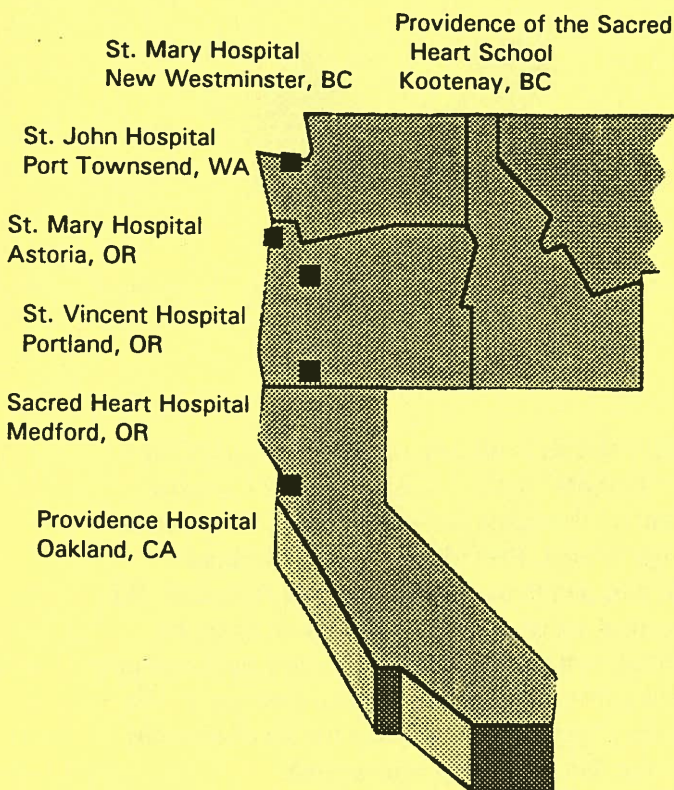 St. Mary Hospital
New Westminster, BC
Providence of the Sacred
Heart School
Kootenay, BC
St. John Hospital
Port Townsend, WA
St. Mary Hospital
Astoria, OR
St. Vincent Hospital
Portland, OR
Sacred Heart Hospital
Medford, OR
Providence Hospital
Oakland, CA